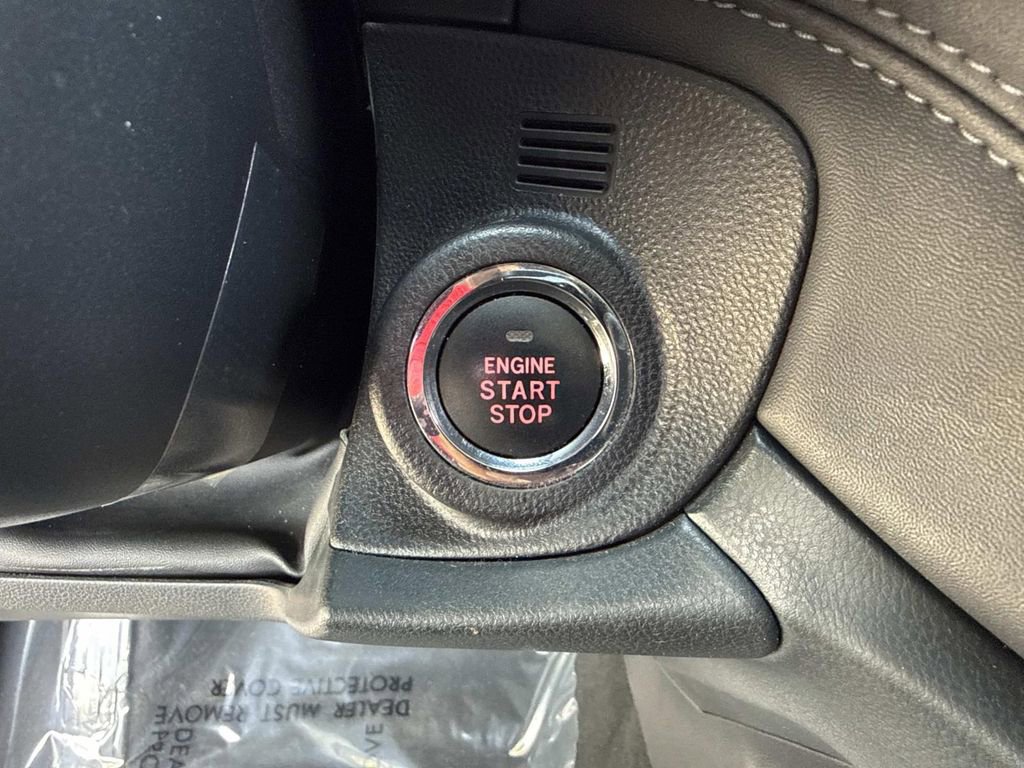 ENGINE
START
STOP
DEALER MUST REMOVE
PROTECTIVE COVER